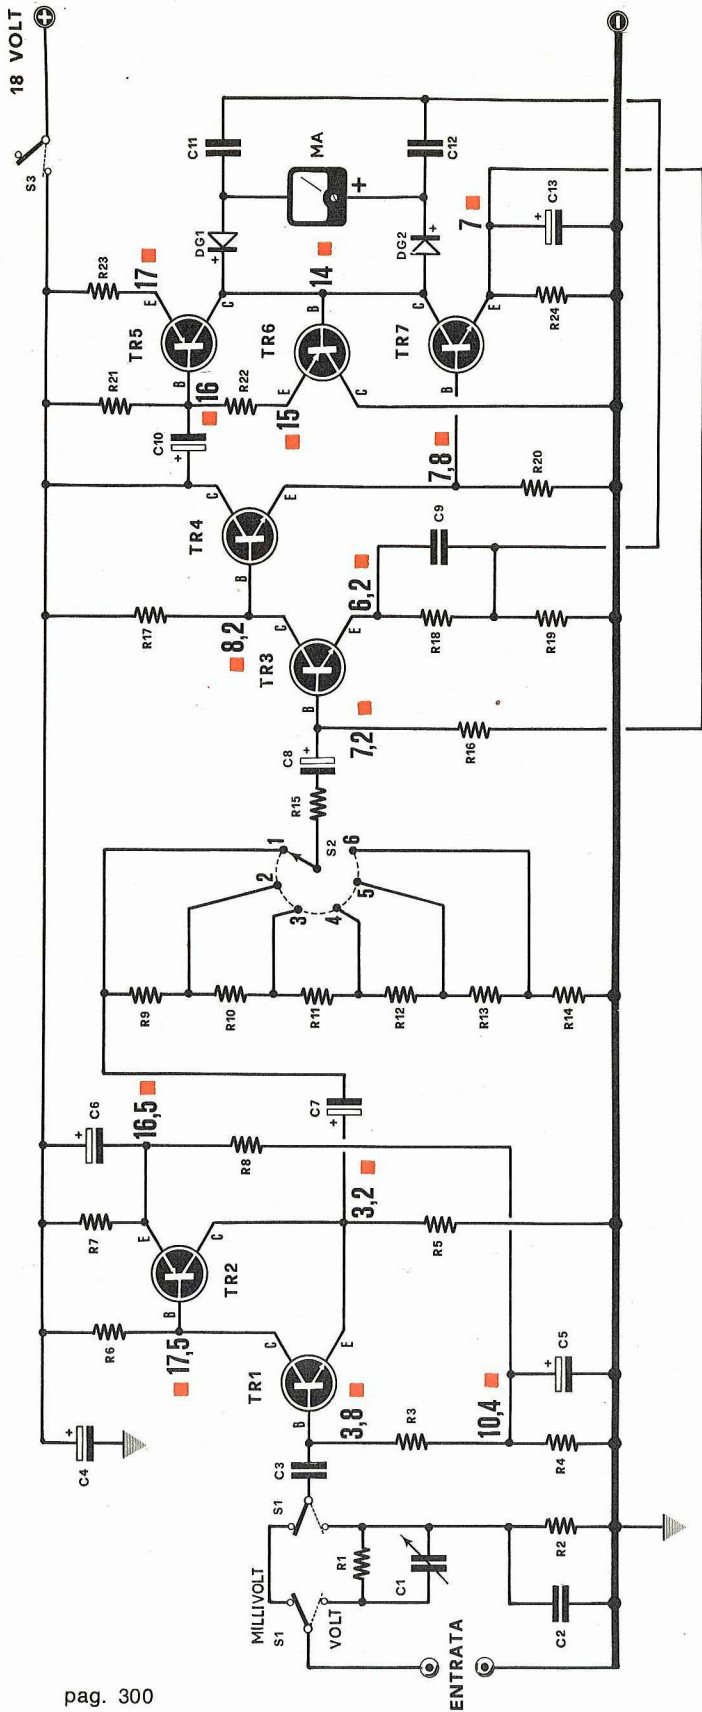 18 VOLT
+
S3
-
R23
17
E
TR5
C
B
R21
16
C10
+
R22
E
15
TR6
B
14
C
C11
DG1
+
MA
+
DG2
+
C12
7
C13
+
R24
C
TR7
E
B
7,8
R20
C
TR4
E
B
R17
8,2
C
TR3
E
B
6,2
C9
R18
R19
7,2
C8
+
R15
R16
S2
1
2
3
4
5
6
R9
R10
R11
R12
R13
R14
C6
+
16,5
R7
R8
E
TR2
C
B
C7
+
3,2
R5
R6
17,5
C
TR1
E
B
3,8
R3
10,4
C5
+
R4
C4
+
C3
S1
MILLIVOLT
S1
VOLT
R1
C1
R2
C2
ENTRATA
pag. 300